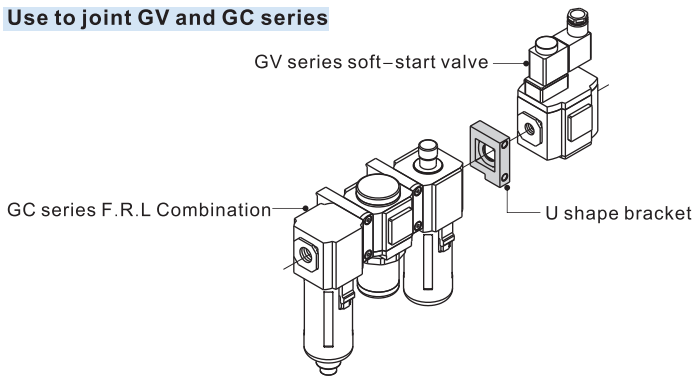 Use to joint GV and GC series
GV series soft–start valve
GC series F.R.L Combination
U shape bracket